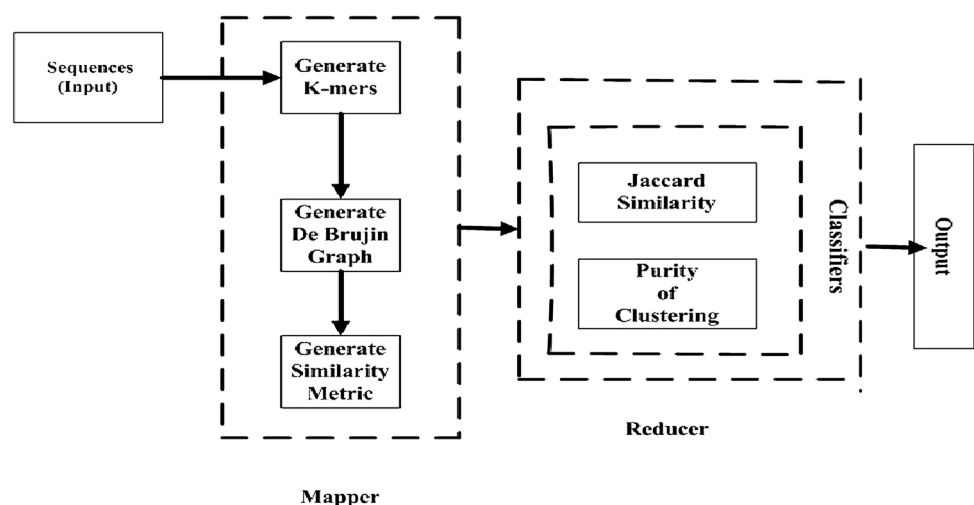 Sequences
(Input)
Generate
K-mers
Generate
De Brujin
Graph
Generate
Similarity
Metric
Mapper
Jaccard
Similarity
Purity
of
Clustering
Classifiers
Reducer
Output